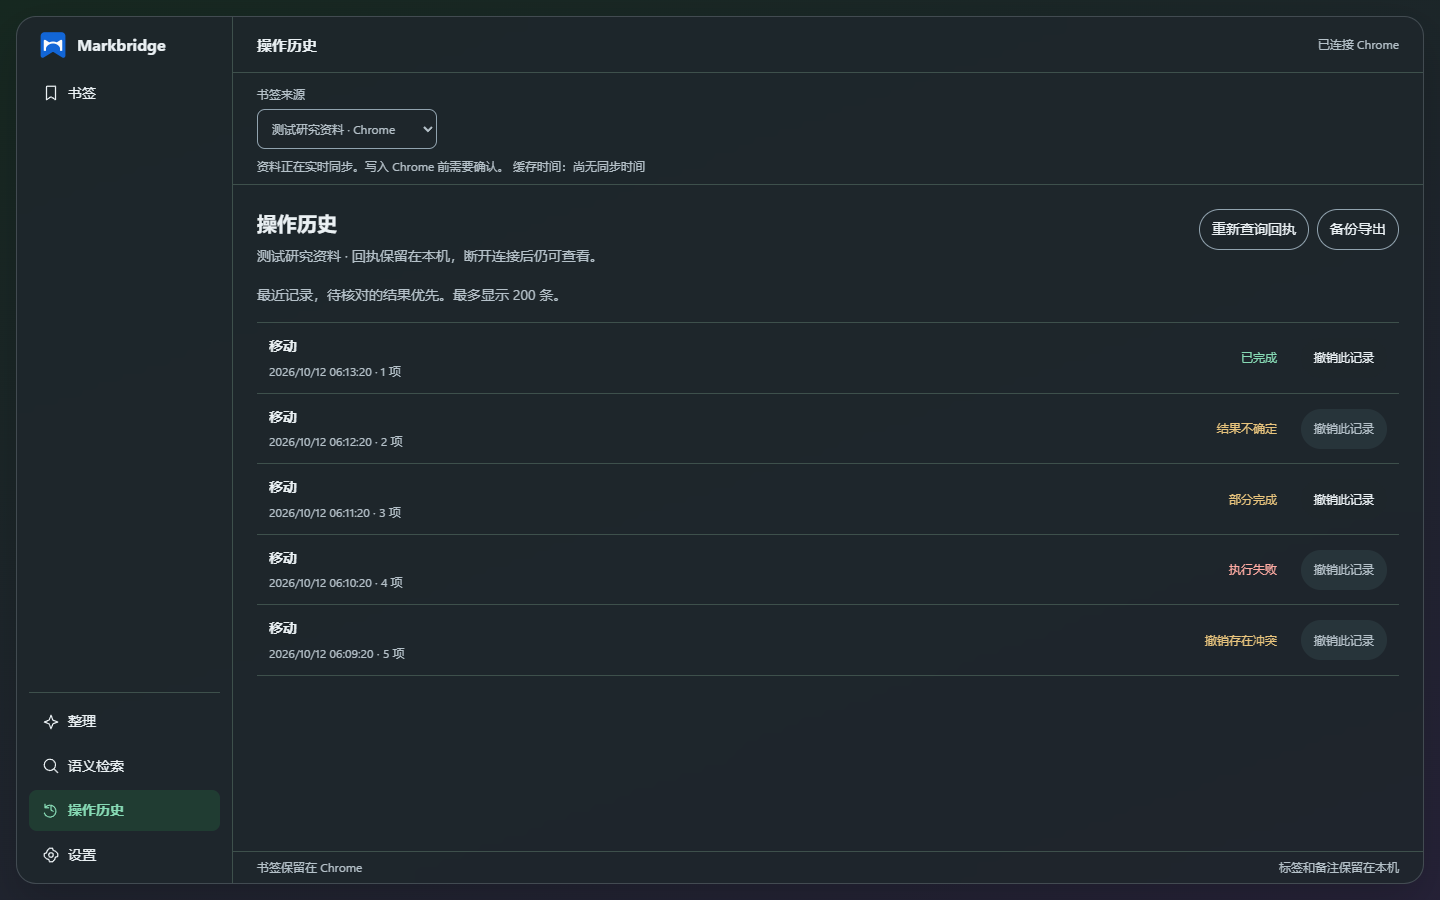 Markbridge
书签
整理
语义检索
操作历史
设置
操作历史
已连接 Chrome
书签来源
测试研究资料 · Chrome
资料正在实时同步。写入 Chrome 前需要确认。 缓存时间：尚无同步时间
操作历史
重新查询回执
备份导出
测试研究资料 · 回执保留在本机，断开连接后仍可查看。
最近记录，待核对的结果优先。最多显示 200 条。
移动
2026/10/12 06:13:20 · 1 项
已完成
撤销此记录
移动
2026/10/12 06:12:20 · 2 项
结果不确定
撤销此记录
移动
2026/10/12 06:11:20 · 3 项
部分完成
撤销此记录
移动
2026/10/12 06:10:20 · 4 项
执行失败
撤销此记录
移动
2026/10/12 06:09:20 · 5 项
撤销存在冲突
撤销此记录
书签保留在 Chrome
标签和备注保留在本机